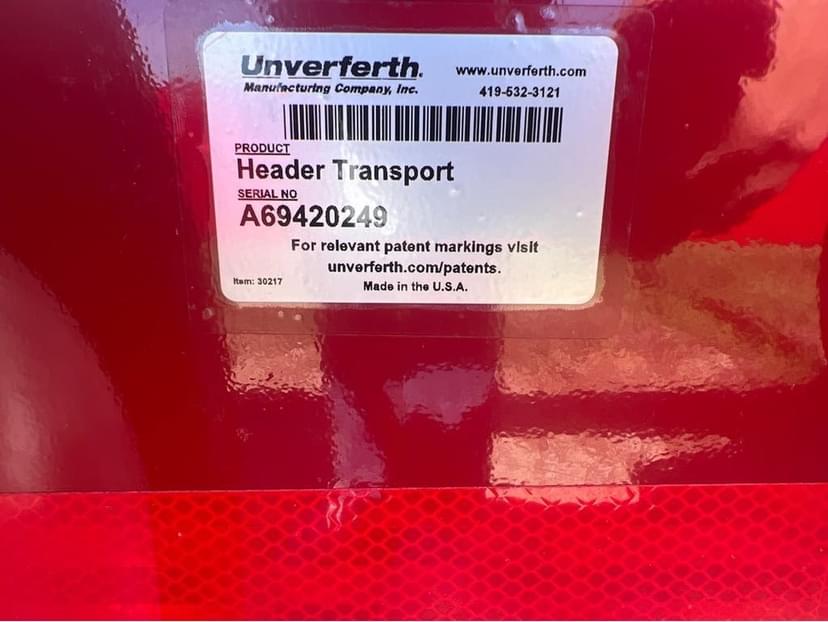 Unverferth.
www.unverferth.com
Manufacturing Company, Inc.
419-532-3121
PRODUCT
Header Transport
SERIAL NO
A69420249
For relevant patent markings visit
unverferth.com/patents.
Item: 30217
Made in the U.S.A.